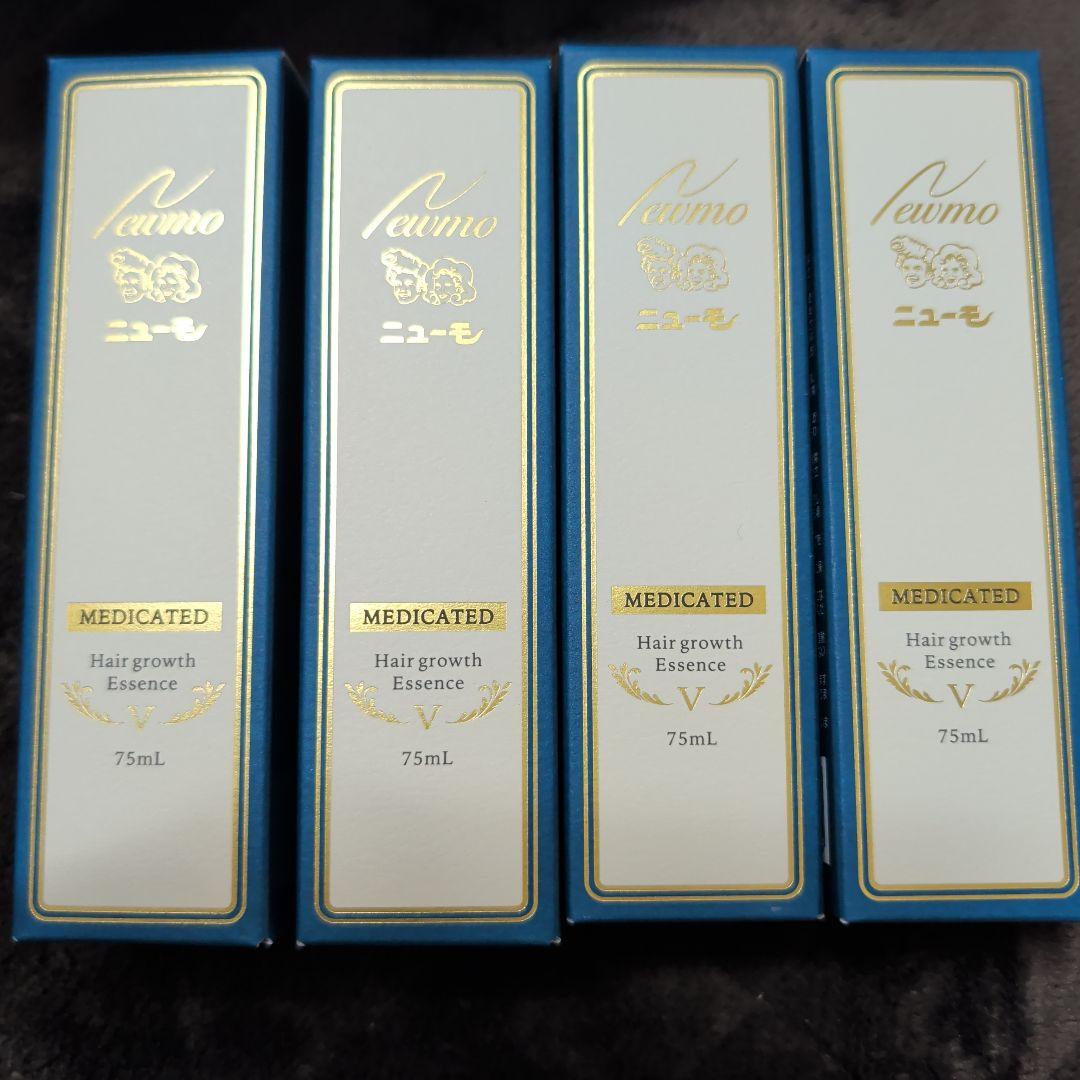 Newmo
ニューモ
MEDICATED
Hair growth
Essence
V
75mL
Newmo
ニューモ
MEDICATED
Hair growth
Essence
V
75mL
Newmo
ニューモ
MEDICATED
Hair growth
Essence
V
75mL
Newmo
ニューモ
MEDICATED
Hair growth
Essence
V
75mL